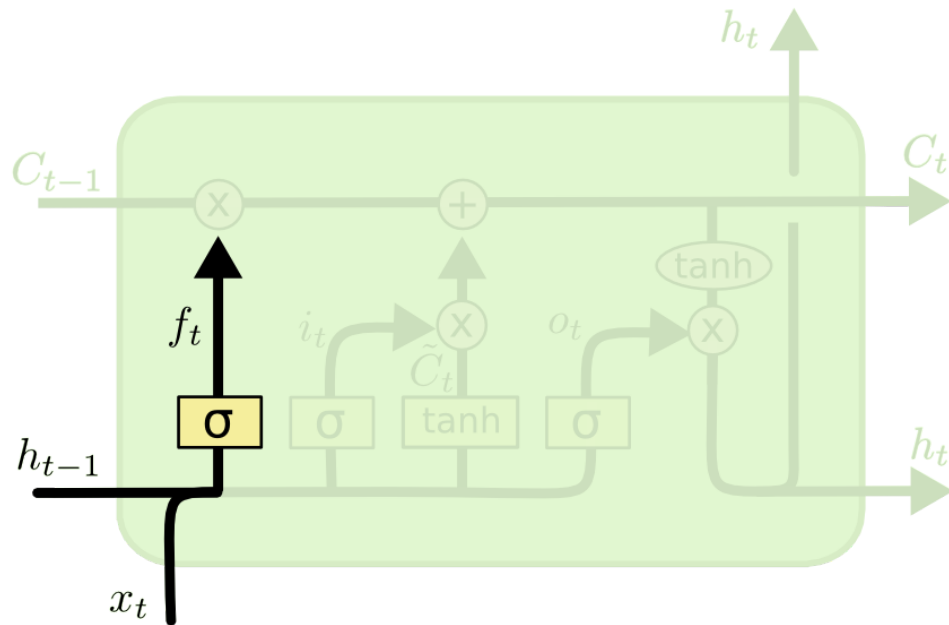 h_t
C_{t-1}
C_t
x
+
tanh
f_t
i_t
x
o_t
x
C̃_t
σ
σ
tanh
σ
h_{t-1}
h_t
x_t